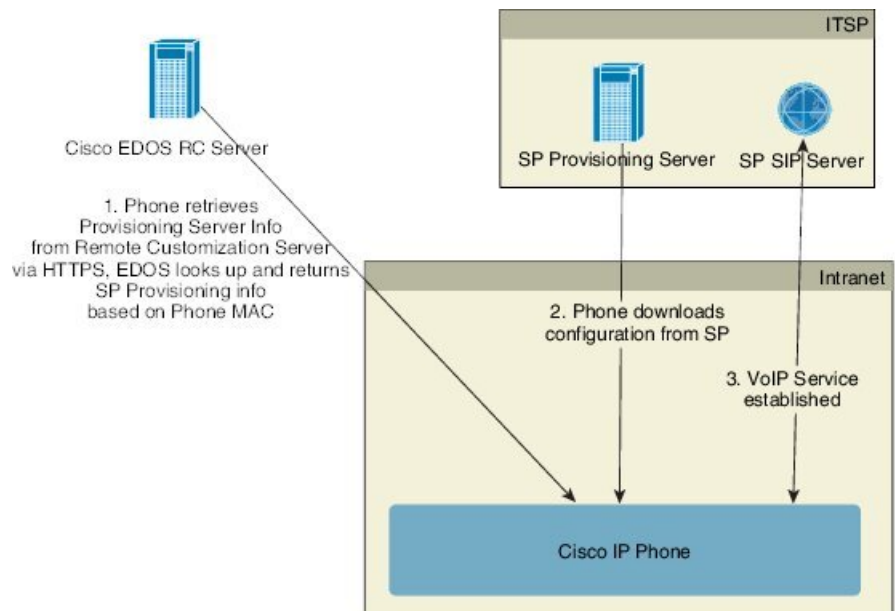 ITSP
Cisco EDOS RC Server
SP Provisioning Server
SP SIP Server
1. Phone retrieves
Provisioning Server Info
from Remote Customization Server
via HTTPS, EDOS looks up and returns
SP Provisioning info
based on Phone MAC
Intranet
2. Phone downloads
configuration from SP
3. VoIP Service
established
Cisco IP Phone